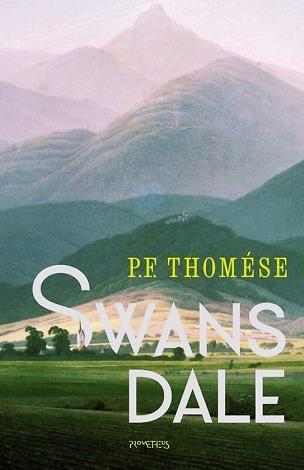 P.F. THOMÉSE
SWANS
DALE
PROMETHEUS